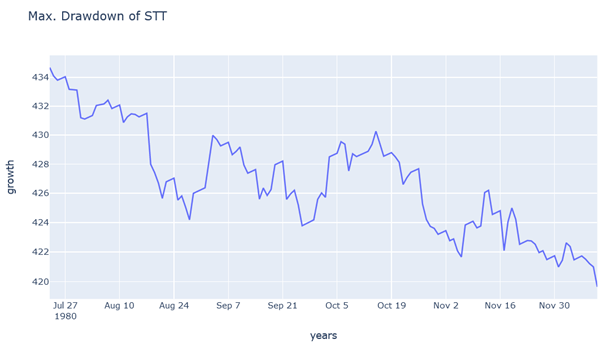 Max. Drawdown of STT
growth
434
432
430
428
426
424
422
420
Jul 27 Aug 10 Aug 24 Sep 7 Sep 21 Oct 5 Oct 19 Nov 2 Nov 16 Nov 30
1980
years